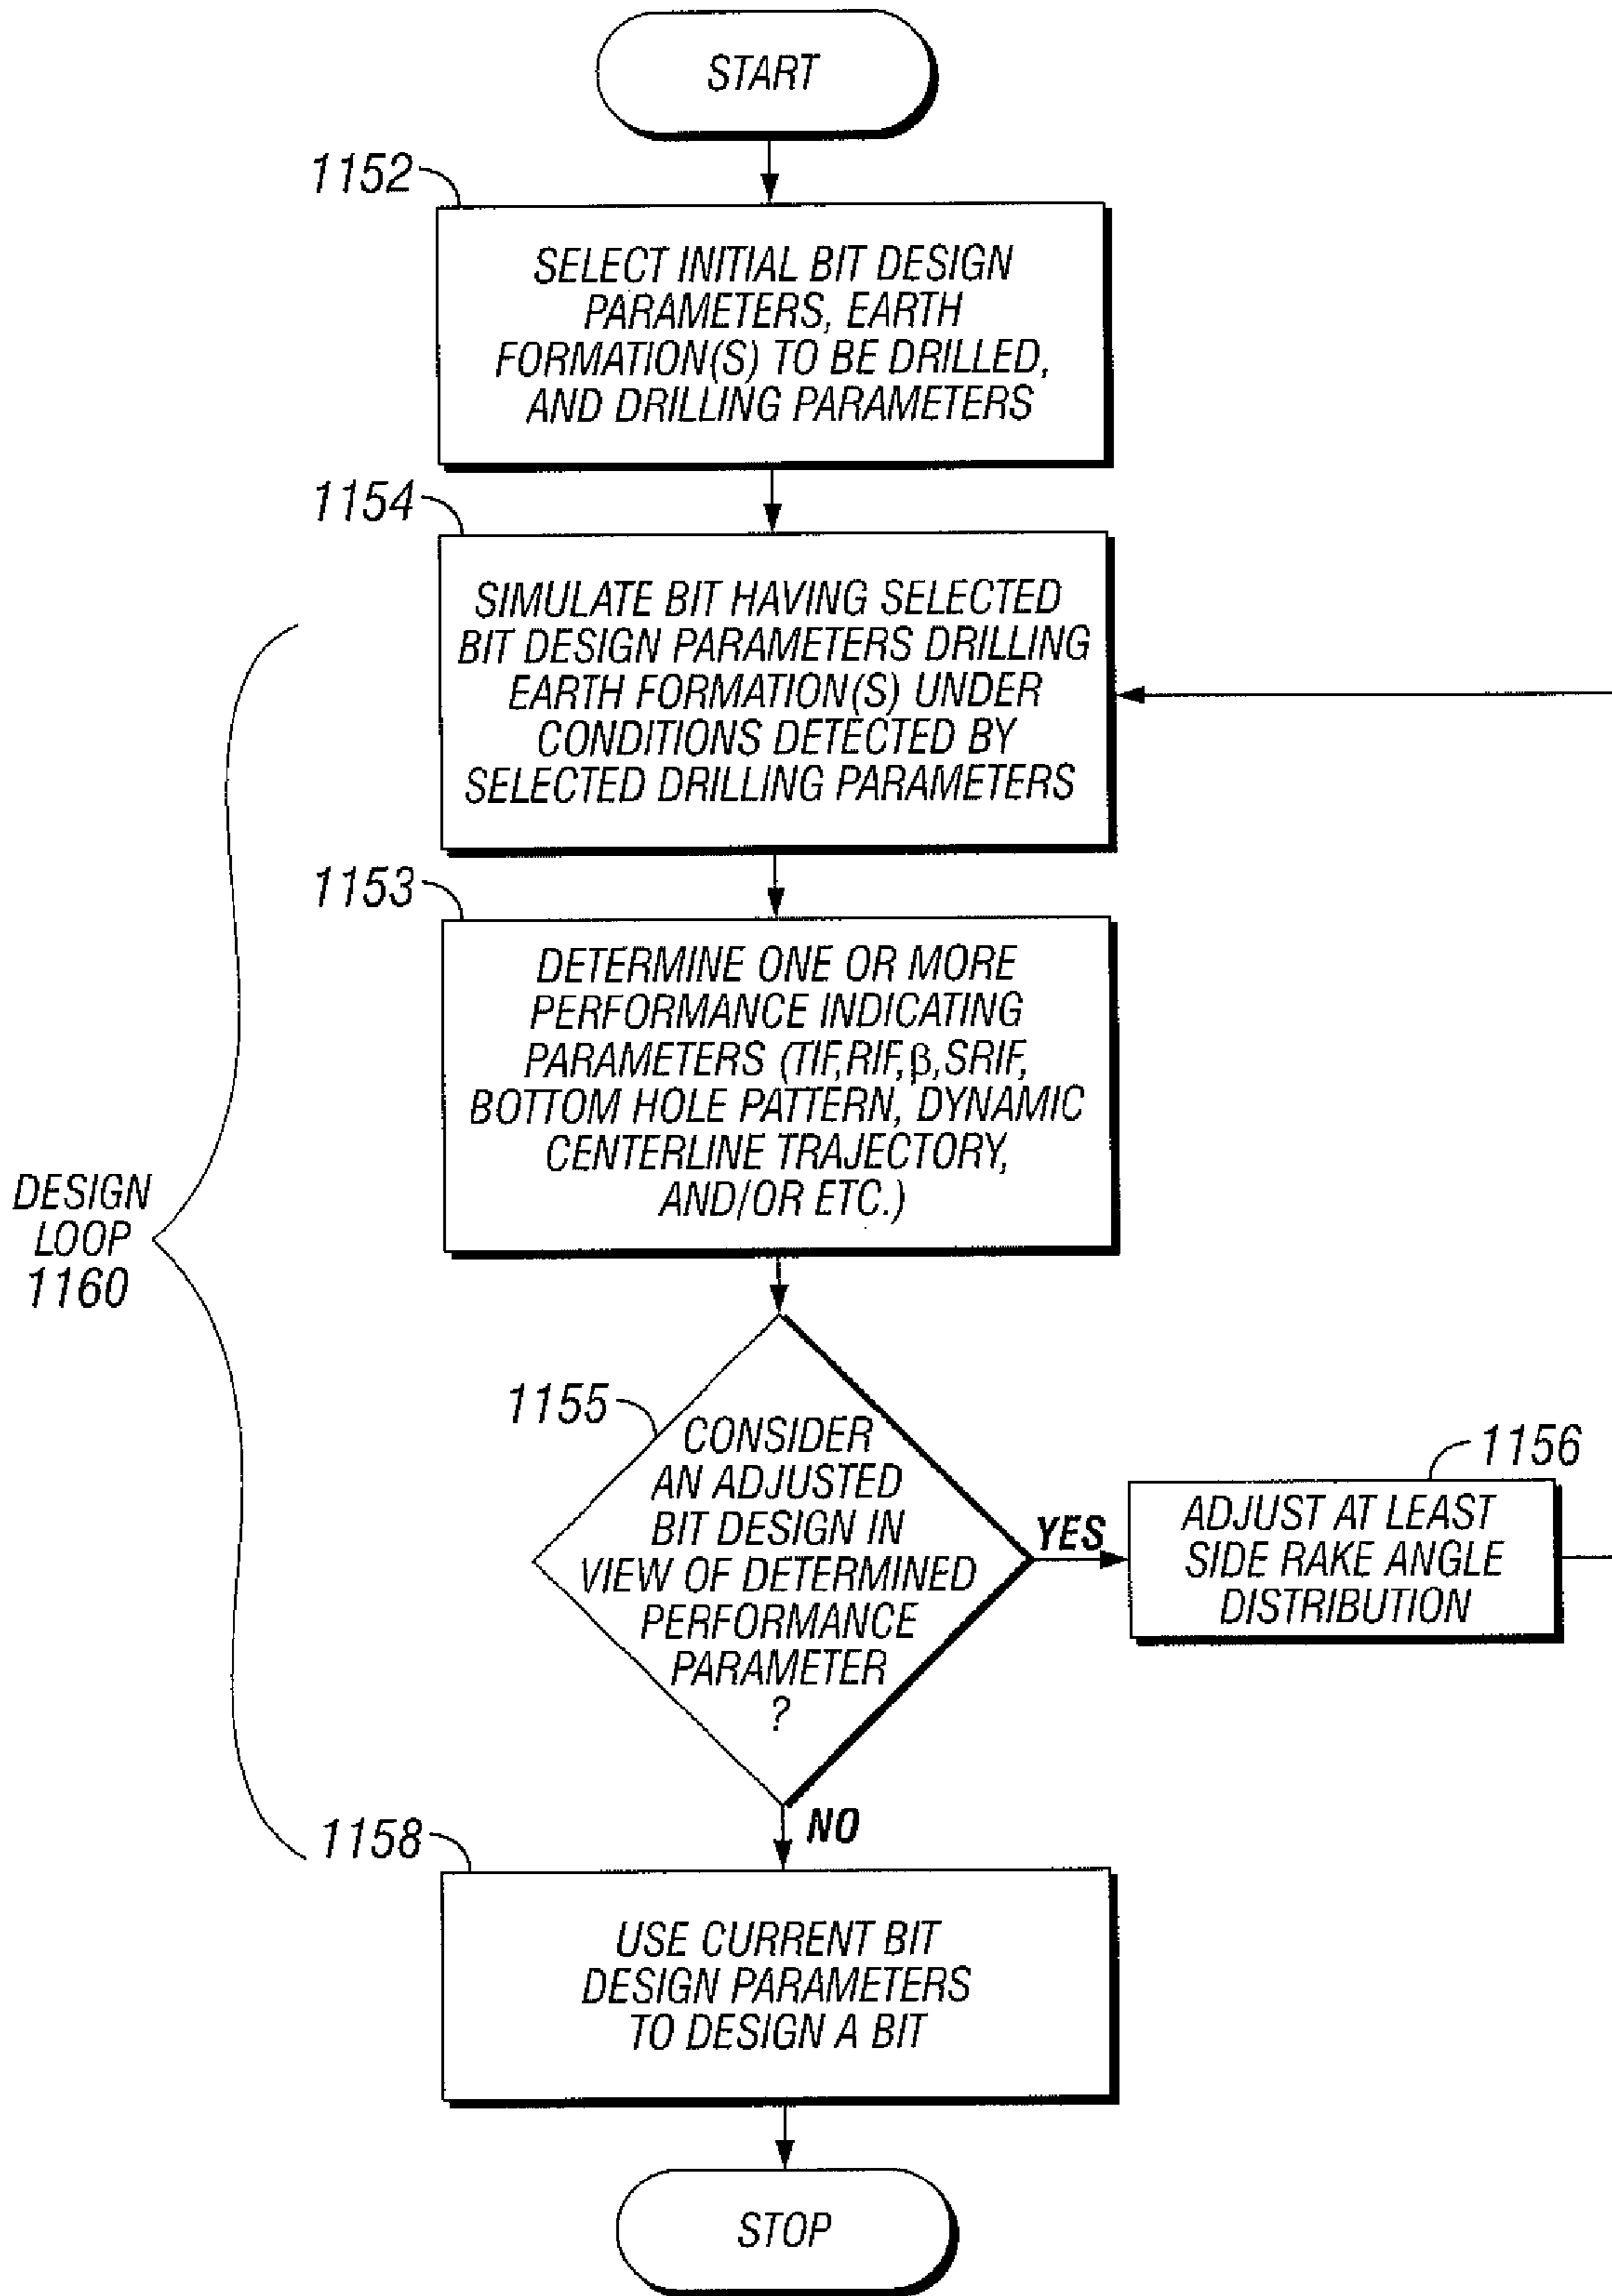 START
1152
SELECT INITIAL BIT DESIGN
PARAMETERS, EARTH
FORMATION(S) TO BE DRILLED,
AND DRILLING PARAMETERS
1154
SIMULATE BIT HAVING SELECTED
BIT DESIGN PARAMETERS DRILLING
EARTH FORMATION(S) UNDER
CONDITIONS DETECTED BY
SELECTED DRILLING PARAMETERS
1153
DETERMINE ONE OR MORE
PERFORMANCE INDICATING
PARAMETERS (TIF,RIF,β,SRIF,
BOTTOM HOLE PATTERN, DYNAMIC
CENTERLINE TRAJECTORY,
AND/OR ETC.)
DESIGN
LOOP
1160
1155
CONSIDER
AN ADJUSTED
BIT DESIGN IN
VIEW OF DETERMINED
PERFORMANCE
PARAMETER
?
YES
1156
ADJUST AT LEAST
SIDE RAKE ANGLE
DISTRIBUTION
NO
1158
USE CURRENT BIT
DESIGN PARAMETERS
TO DESIGN A BIT
STOP